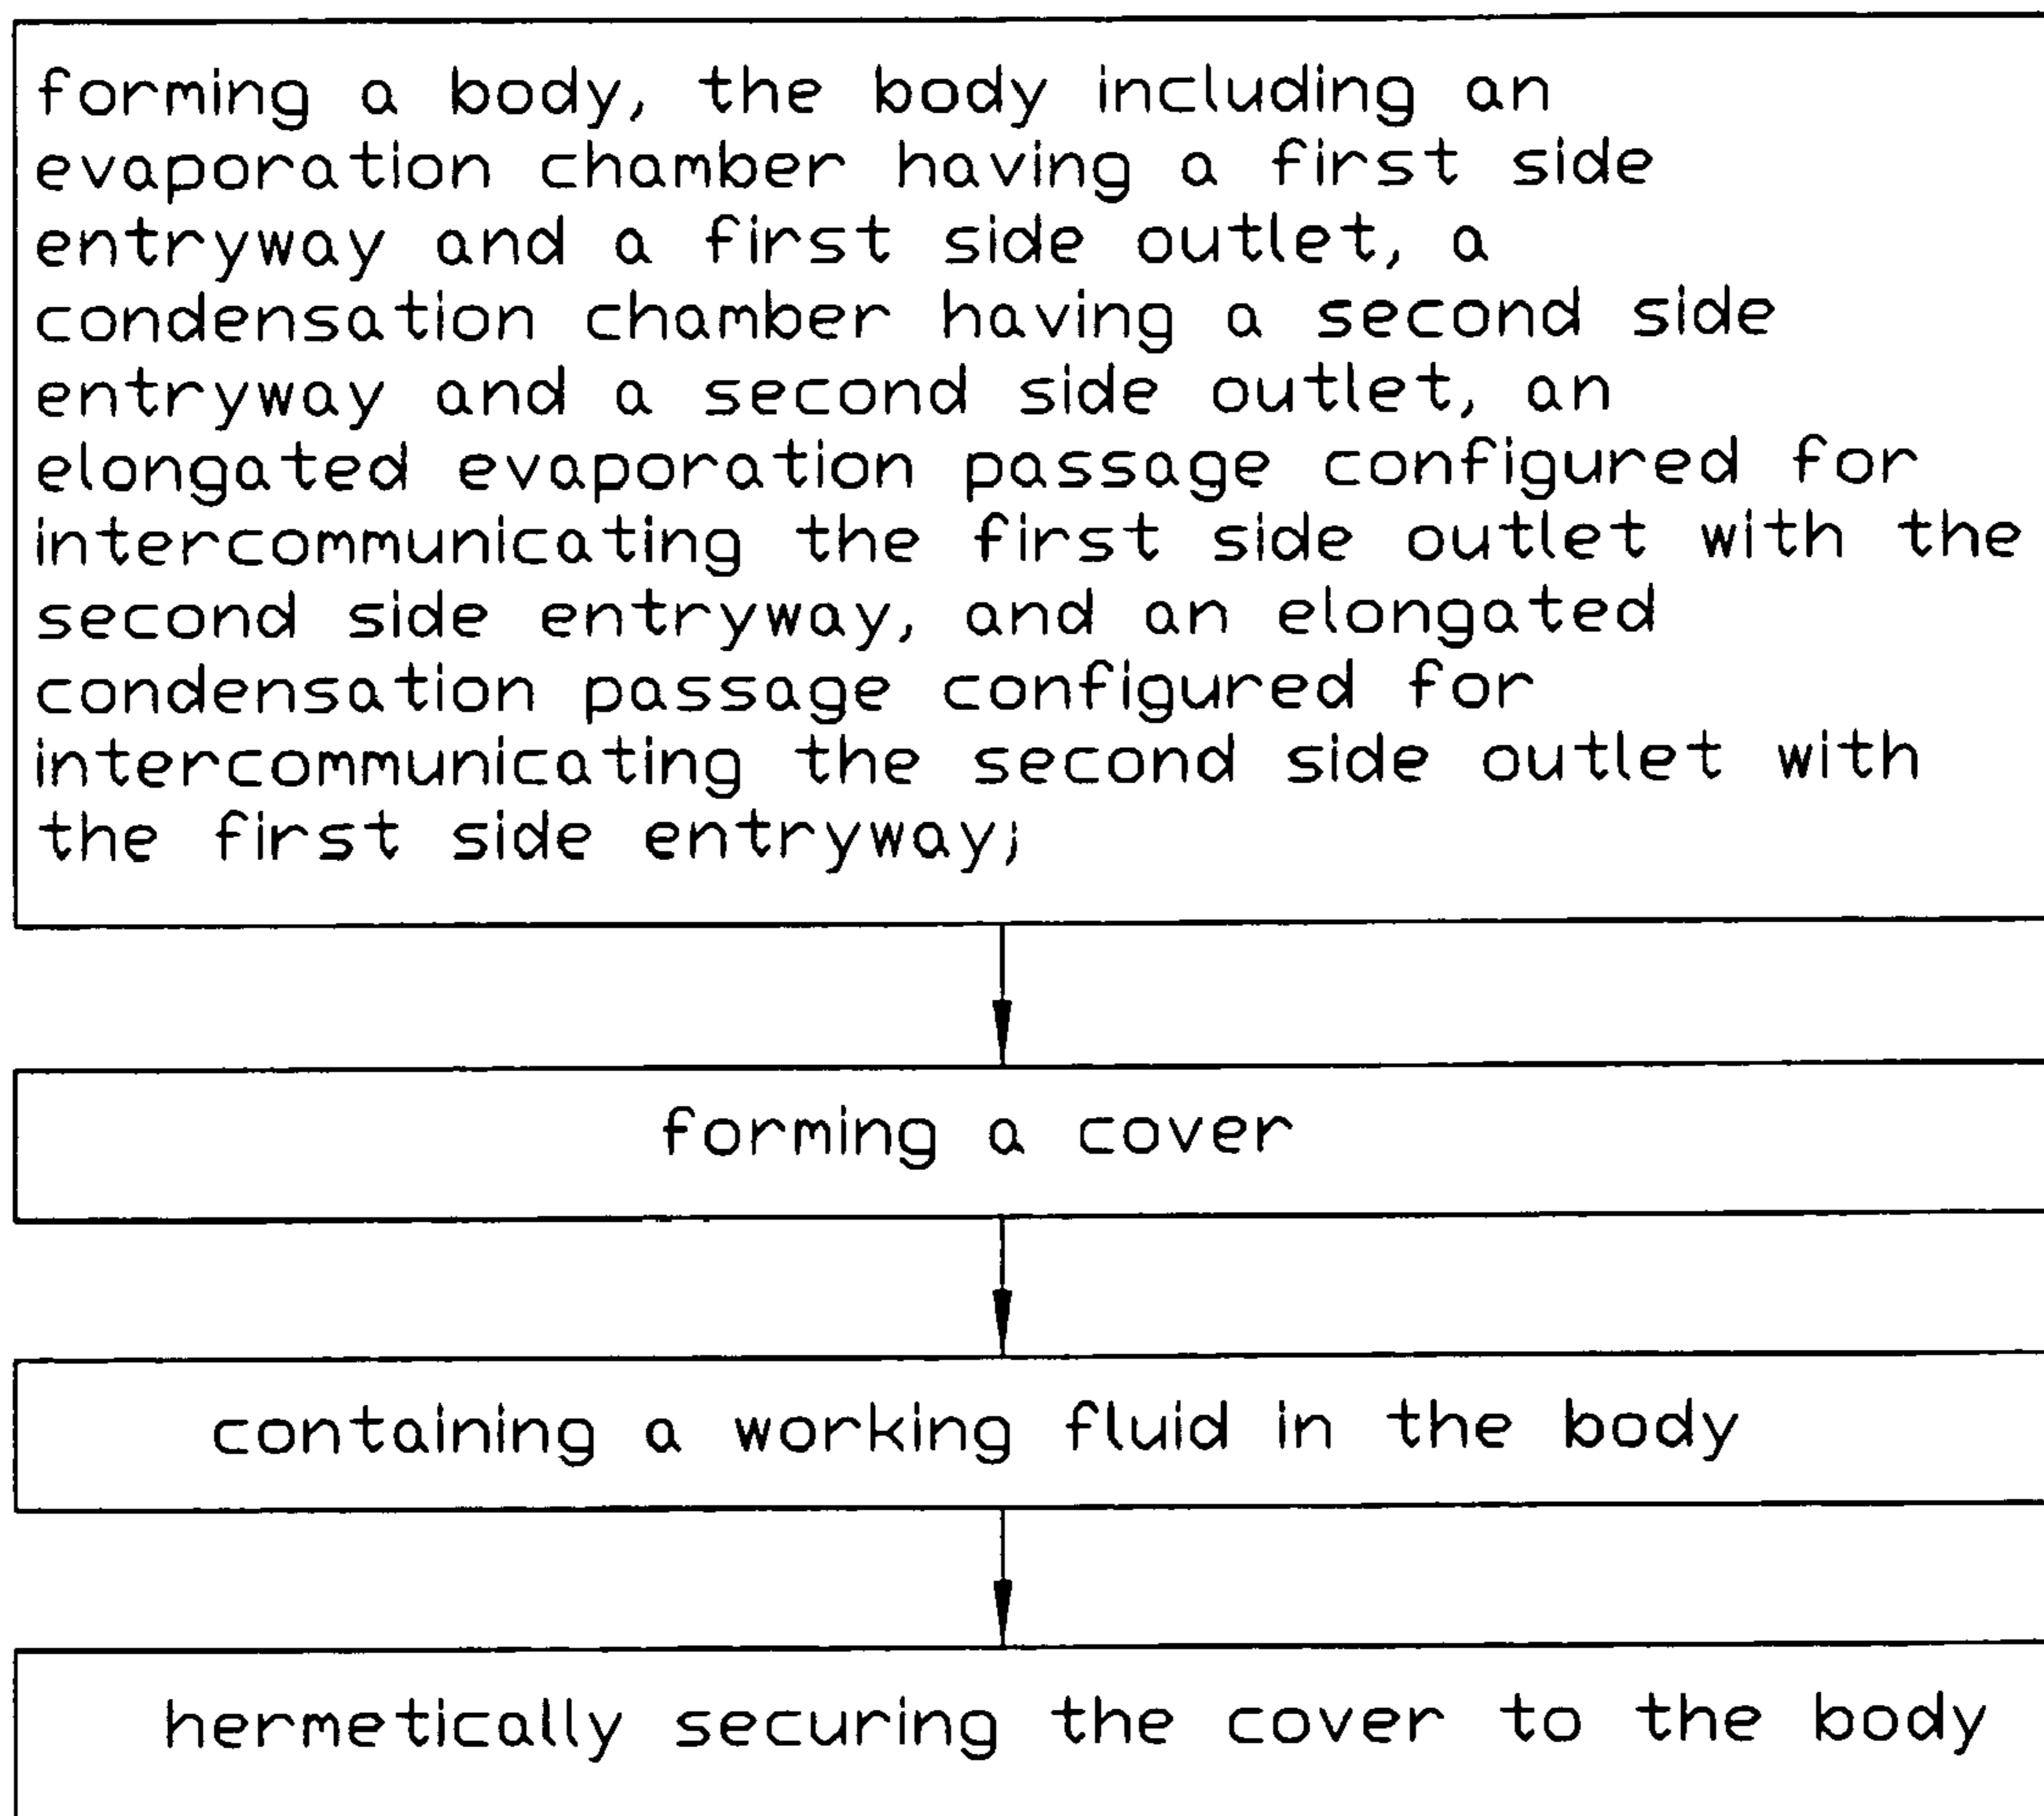 forming a body, the body including an
evaporation chamber having a first side
entryway and a first side outlet, a
condensation chamber having a second side
entryway and a second side outlet, an
elongated evaporation passage configured for
intercommunicating the first side outlet with the
second side entryway, and an elongated
condensation passage configured for
intercommunicating the second side outlet with
the first side entryway;
forming a cover
containing a working fluid in the body
hermetically securing the cover to the body